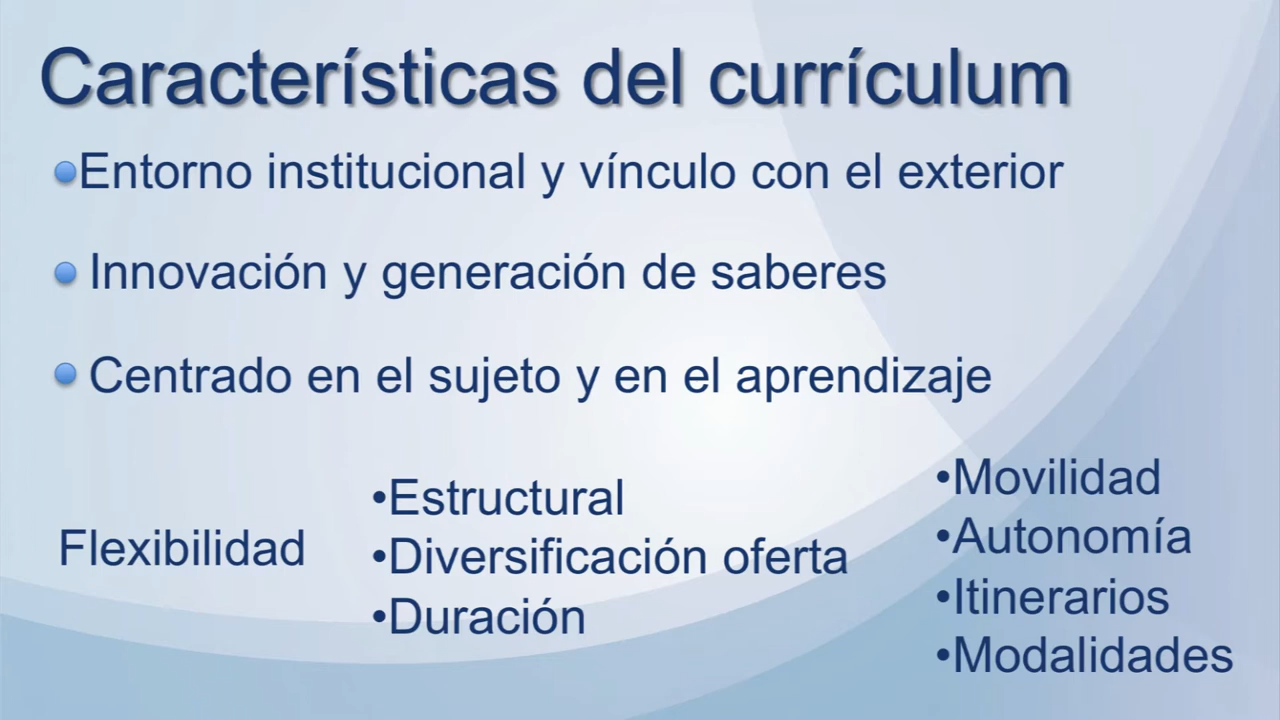 Características del currículum
•Entorno institucional y vínculo con el exterior
• Innovación y generación de saberes
• Centrado en el sujeto y en el aprendizaje
Flexibilidad
•Estructural
•Diversificación oferta
•Duración
•Movilidad
•Autonomía
•Itinerarios
•Modalidades